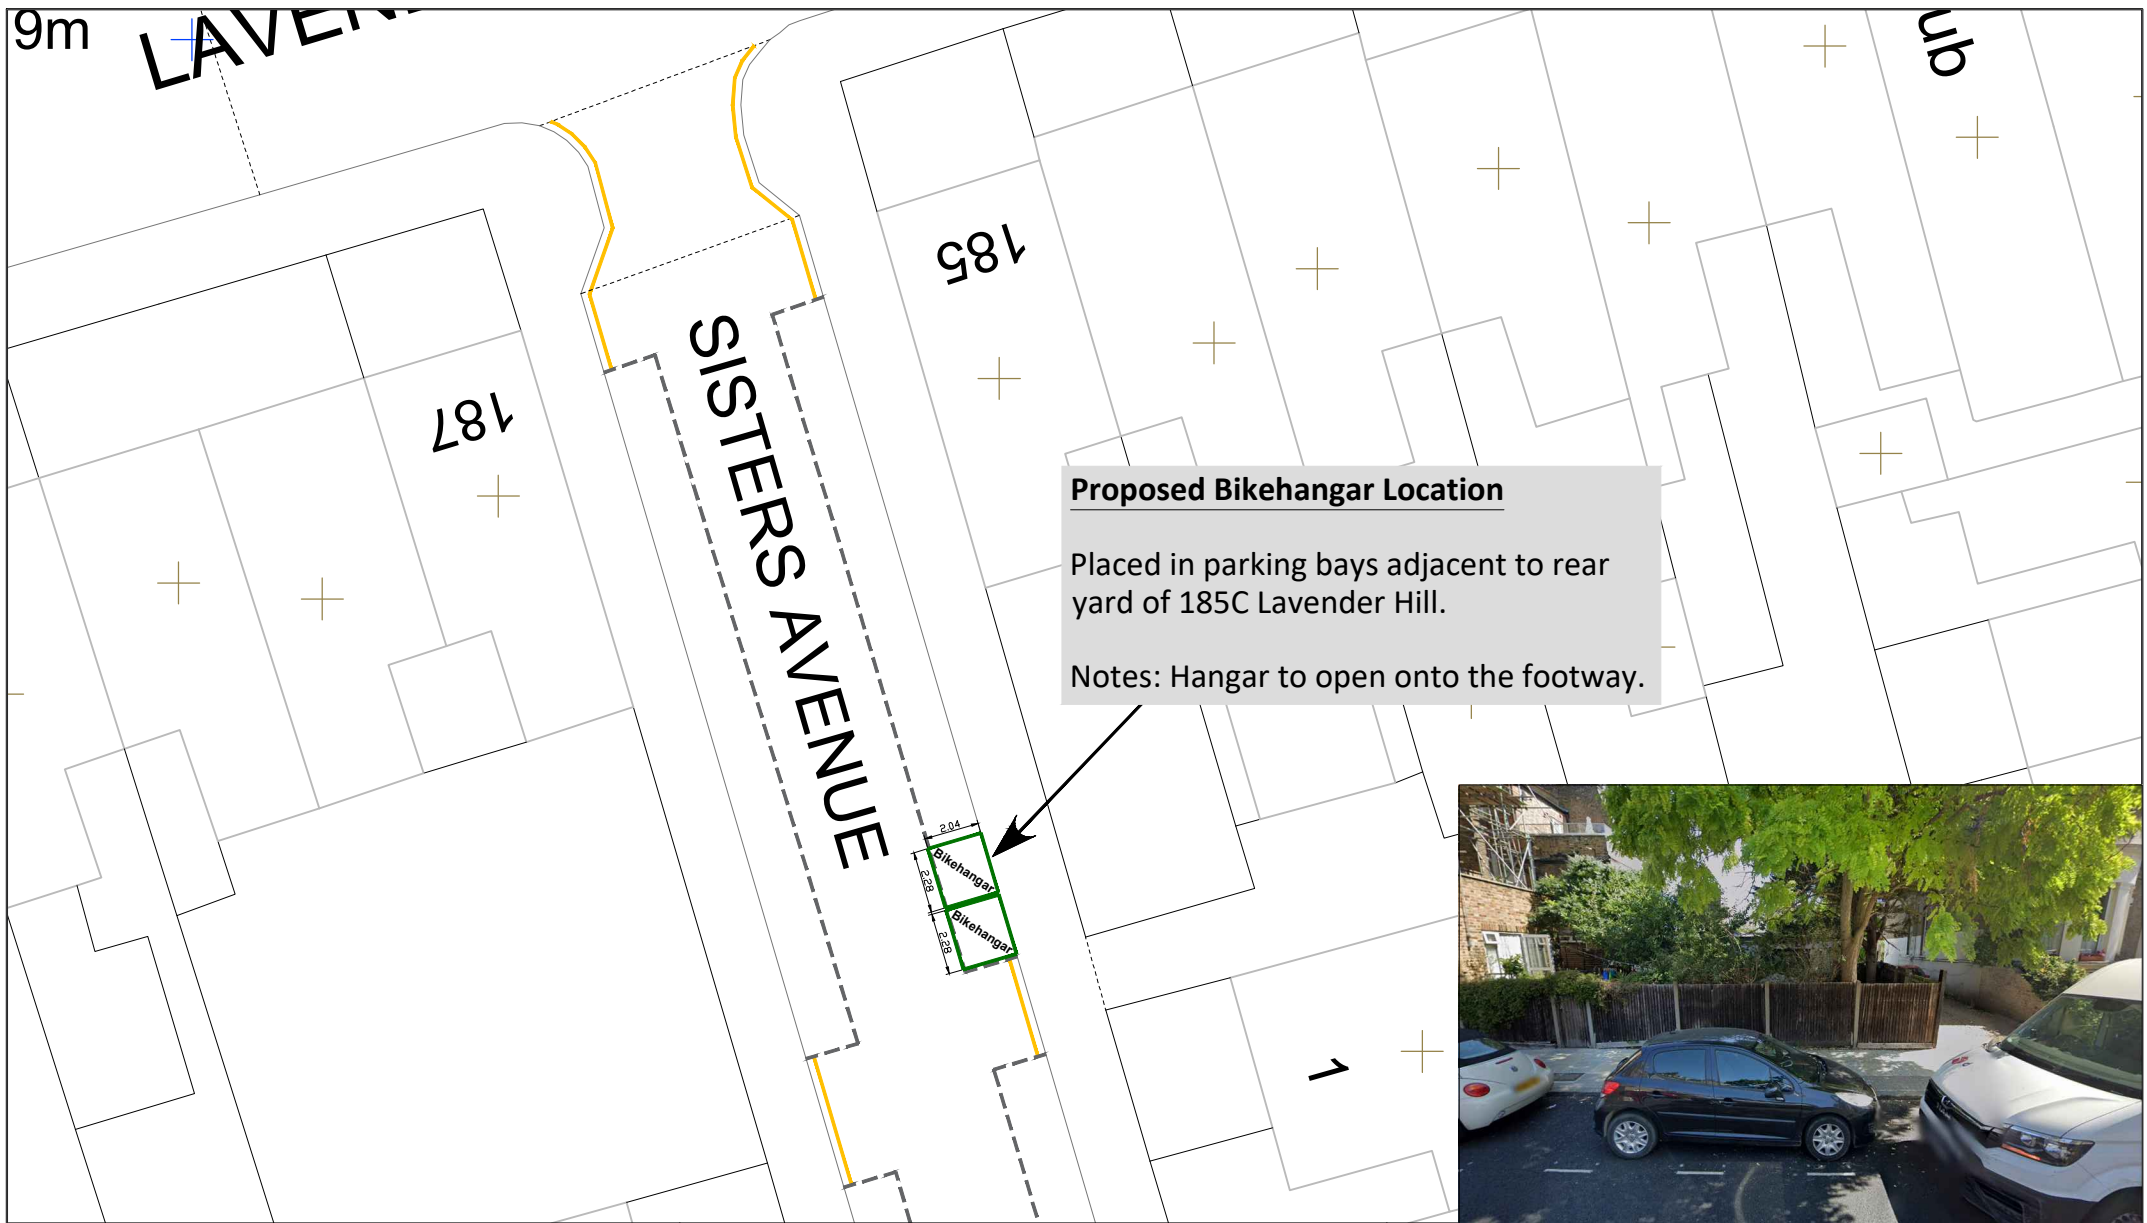 9m
LAVEN
ub
185
187
SISTERS AVENUE
Proposed Bikehangar Location
Placed in parking bays adjacent to rear
yard of 185C Lavender Hill.
Notes: Hangar to open onto the footway.
2.04
2.28
Bikehangar
2.28
Bikehangar
1